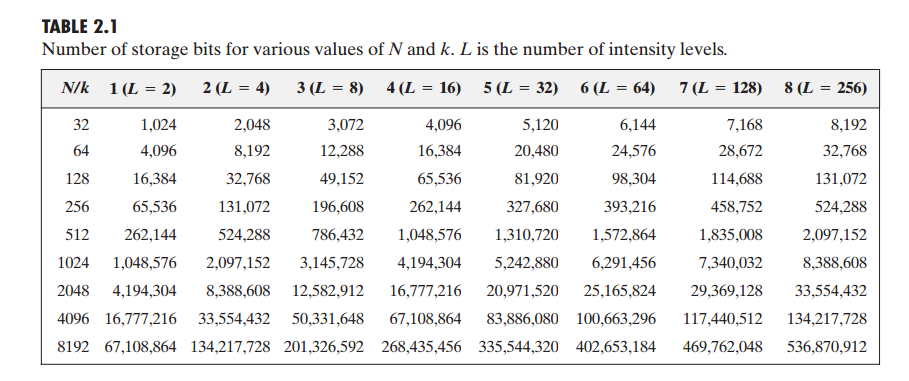 TABLE 2.1
Number of storage bits for various values of N and k. L is the number of intensity levels.
N/k 1 (L = 2) 2 (L = 4) 3 (L = 8) 4 (L = 16) 5 (L = 32) 6 (L = 64) 7 (L = 128) 8 (L = 256)
32 1,024 2,048 3,072 4,096 5,120 6,144 7,168 8,192
64 4,096 8,192 12,288 16,384 20,480 24,576 28,672 32,768
128 16,384 32,768 49,152 65,536 81,920 98,304 114,688 131,072
256 65,536 131,072 196,608 262,144 327,680 393,216 458,752 524,288
512 262,144 524,288 786,432 1,048,576 1,310,720 1,572,864 1,835,008 2,097,152
1024 1,048,576 2,097,152 3,145,728 4,194,304 5,242,880 6,291,456 7,340,032 8,388,608
2048 4,194,304 8,388,608 12,582,912 16,777,216 20,971,520 25,165,824 29,369,128 33,554,432
4096 16,777,216 33,554,432 50,331,648 67,108,864 83,886,080 100,663,296 117,440,512 134,217,728
8192 67,108,864 134,217,728 201,326,592 268,435,456 335,544,320 402,653,184 469,762,048 536,870,912